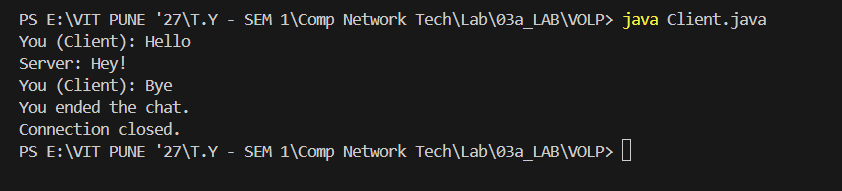 PS E:\VIT PUNE '27\T.Y - SEM 1\Comp Network Tech\Lab\03a_LAB\VOLP> java Client.java
You (Client): Hello
Server: Hey!
You (Client): Bye
You ended the chat.
Connection closed.
PS E:\VIT PUNE '27\T.Y - SEM 1\Comp Network Tech\Lab\03a_LAB\VOLP>